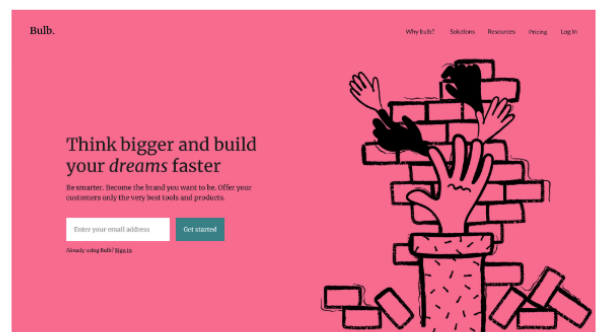 Bulb.
Why bulb? Solutions Resources Pricing Log In
Think bigger and build
your dreams faster
Be smarter. Become the brand you want to be. Offer your
customers only the very best tools and products.
Enter your email address
Get started
Already using Bulb? Sign in